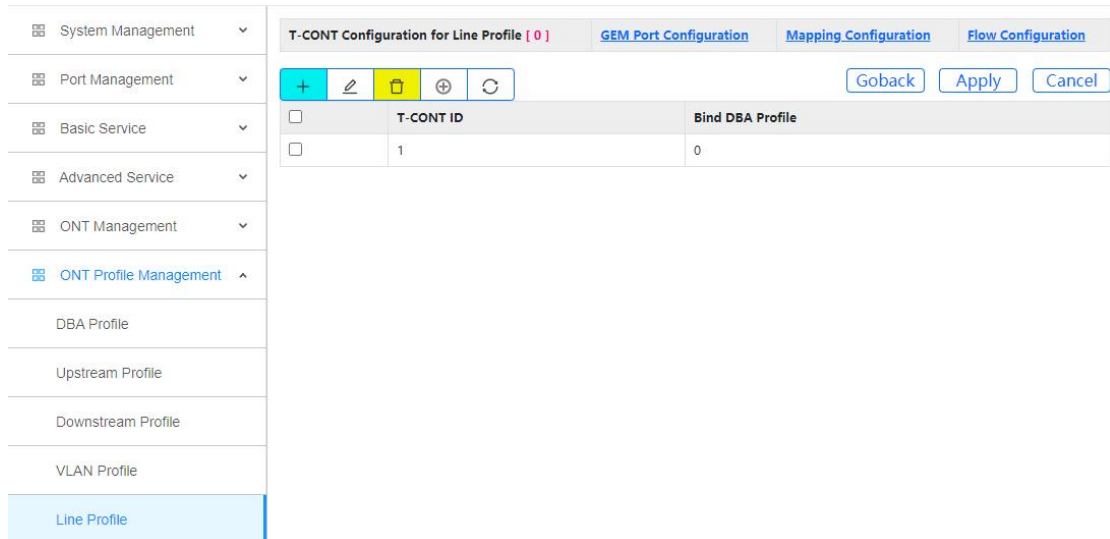 System Management
Port Management
Basic Service
Advanced Service
ONT Management
ONT Profile Management
DBA Profile
Upstream Profile
Downstream Profile
VLAN Profile
Line Profile
T-CONT Configuration for Line Profile [ 0 ] GEM Port Configuration Mapping Configuration Flow Configuration
Goback Apply Cancel
T-CONT ID Bind DBA Profile
1 0